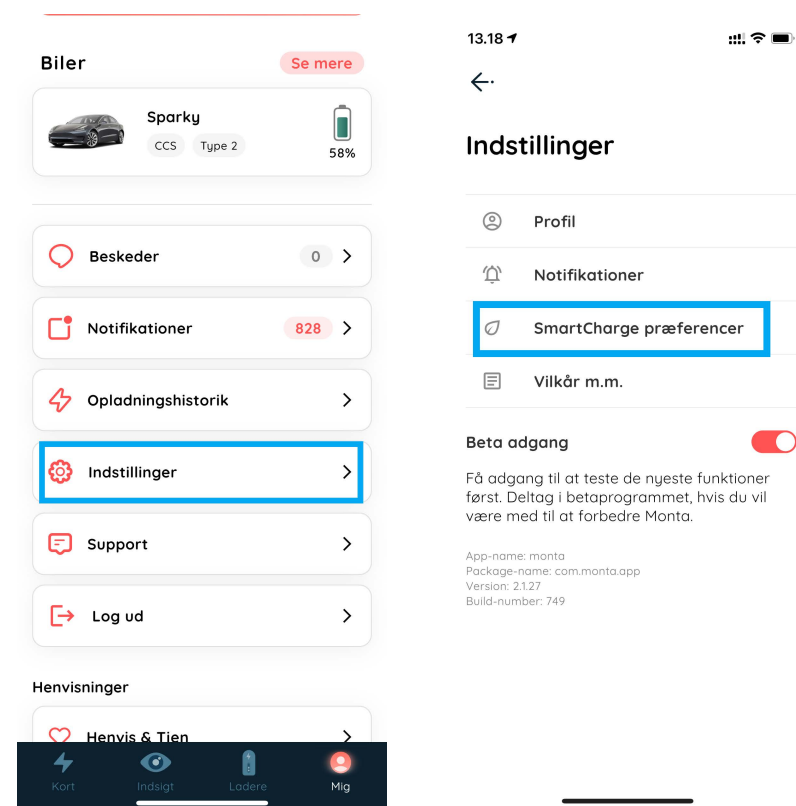 Biler
Se mere
Sparky
CCS
Type 2
58%
Beskeder
0
Notifikationer
828
Opladningshistorik
Indstillinger
Support
Log ud
Henvisninger
Henvis & Tjen
Kort
Indsigt
Ladere
Mig
13.18
Indstillinger
Profil
Notifikationer
SmartCharge præferencer
Vilkår m.m.
Beta adgang
Få adgang til at teste de nyeste funktioner
først. Deltag i betaprogrammet, hvis du vil
være med til at forbedre Monta.
App-name: monta
Package-name: com.monta.app
Version: 2.1.27
Build-number: 749